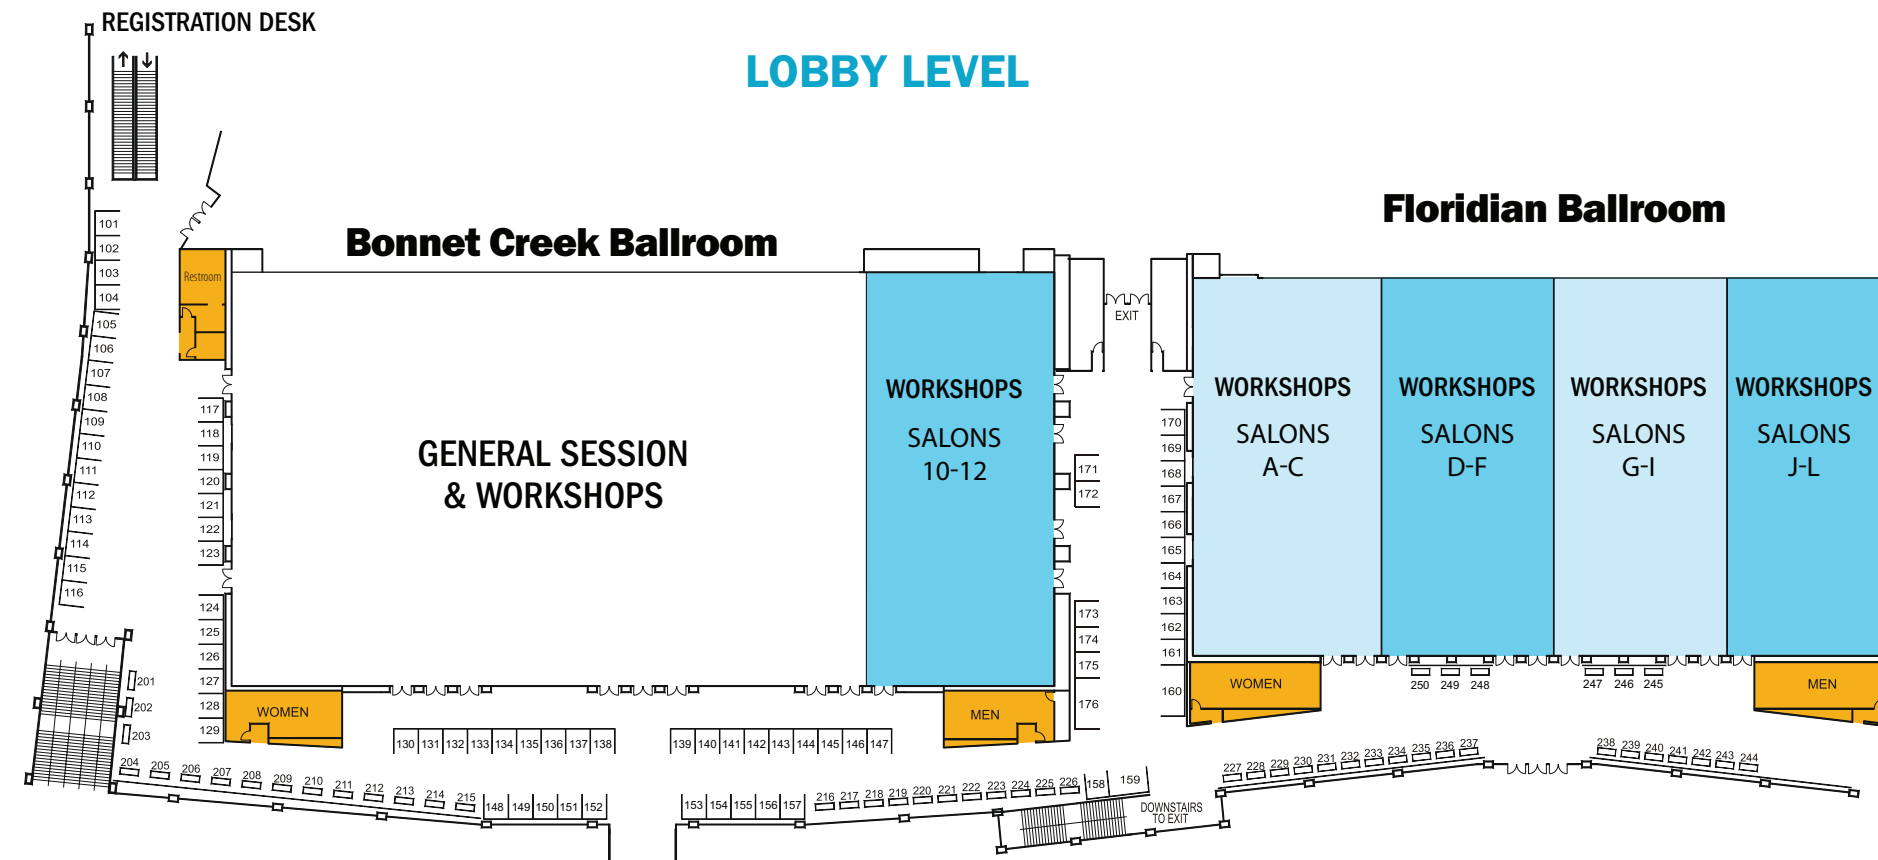 REGISTRATION DESK
LOBBY LEVEL
Bonnet Creek Ballroom
Floridian Ballroom
Restroom
EXIT
GENERAL SESSION
& WORKSHOPS
WORKSHOPS
SALONS
10-12
WORKSHOPS
SALONS
A-C
WORKSHOPS
SALONS
D-F
WORKSHOPS
SALONS
G-I
WORKSHOPS
SALONS
J-L
101
102
103
104
105
106
107
108
109
110
111
112
113
114
115
116
117
118
119
120
121
122
123
124
125
126
127
128
129
171
172
173
174
175
176
170
169
168
167
166
165
164
163
162
161
160
WOMEN
MEN
WOMEN
MEN
201
202
203
130 131 132 133 134 135 136 137 138
139 140 141 142 143 144 145 146 147
250 249 248
247 246 245
204 205 206 207 208 209 210 211 212 213 214 215
148 149 150 151 152
153 154 155 156 157
216 217 218 219 220 221 222 223 224 225 226
158 159
227 228 229 230 231 232 233 234 235 236 237
238 239 240 241 242 243 244
DOWNSTAIRS
TO EXIT